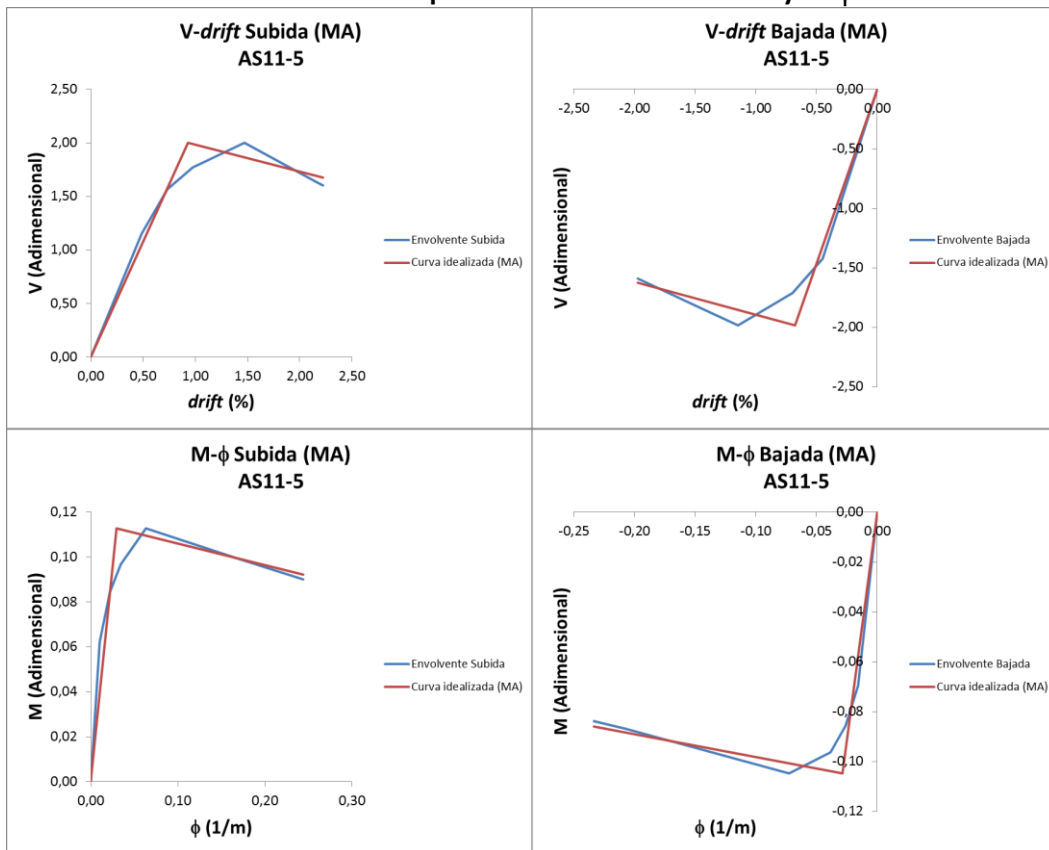 V-drift Subida (MA)
AS11-5
2,50
2,00
1,50
1,00
0,50
0,00
V (Adimensional)
0,00 0,50 1,00 1,50 2,00 2,50
drift (%)
Envolvente Subida
Curva idealizada (MA)
V-drift Bajada (MA)
AS11-5
-2,50 -2,00 -1,50 -1,00 -0,50 0,00
0,00
-0,50
-1,00
-1,50
-2,00
-2,50
V (Adimensional)
drift (%)
Envolvente Bajada
Curva idealizada (MA)
M-ϕ Subida (MA)
AS11-5
0,12
0,10
0,08
0,06
0,04
0,02
0,00
M (Adimensional)
0,00 0,10 0,20 0,30
ϕ (1/m)
Envolvente Subida
Curva idealizada (MA)
M-ϕ Bajada (MA)
AS11-5
-0,25 -0,20 -0,15 -0,10 -0,05 0,00
0,00
-0,02
-0,04
-0,06
-0,08
-0,10
-0,12
M (Adimensional)
ϕ (1/m)
Envolvente Bajada
Curva idealizada (MA)